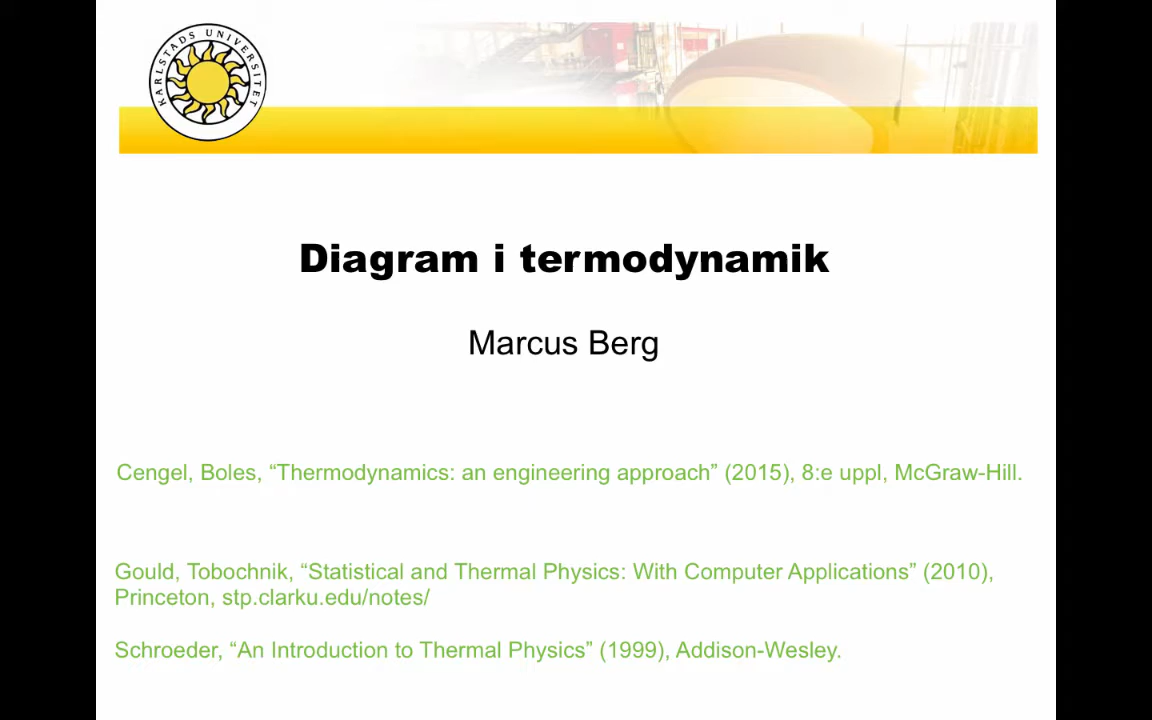 KARLSTADS UNIVERSITET
Diagram i termodynamik
Marcus Berg
Cengel, Boles, “Thermodynamics: an engineering approach” (2015), 8:e uppl, McGraw-Hill.
Gould, Tobochnik, “Statistical and Thermal Physics: With Computer Applications” (2010),
Princeton, stp.clarku.edu/notes/
Schroeder, “An Introduction to Thermal Physics” (1999), Addison-Wesley.